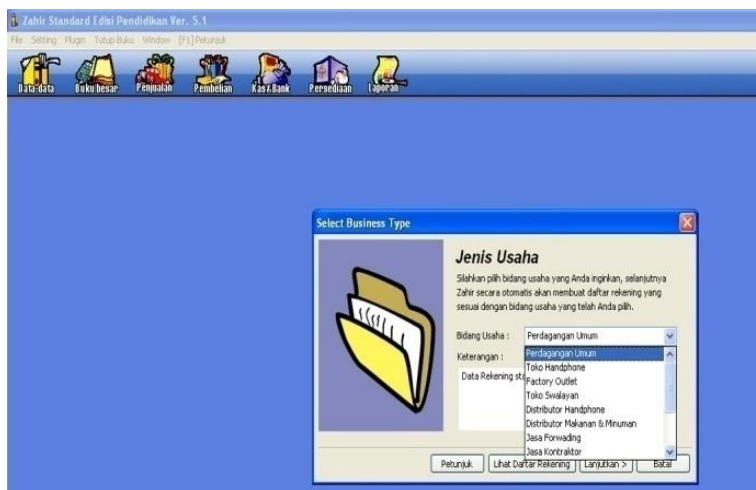 Zahir Standard Edisi Pendidikan Ver. 5.1
File Setting Plugin Tutup Buku Window [F1] Petunjuk
Data-data Buku besar Penjualan Pembelian Kas&Bank Persediaan Laporan
Select Business Type
Jenis Usaha
Silahkan pilih bidang usaha yang Anda inginkan, selanjutnya
Zahir secara otomatis akan membuat daftar rekening yang
sesuai dengan bidang usaha yang telah Anda pilih.
Bidang Usaha : Perdagangan Umum
Keterangan :
Data Rekening sta
Perdagangan Umum
Toko Handphone
Factory Outlet
Toko Swalayan
Distributor Handphone
Distributor Makanan & Minuman
Jasa Forwading
Jasa Kontraktor
Petunjuk Lihat Daftar Rekening Lanjutkan > Batal